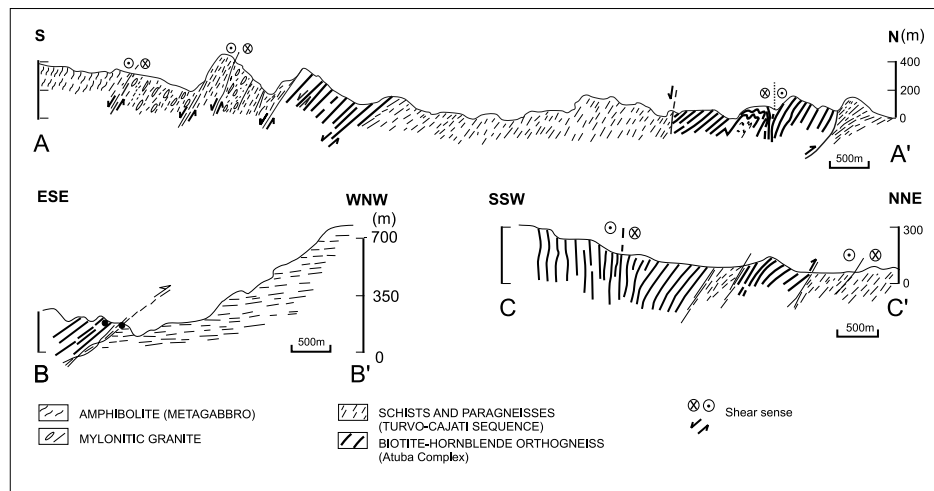 S
N (m)
400
200
0
A
A'
500m
ESE
WNW
(m)
700
350
0
500m
B
B'
SSW
NNE
300
0
C
C'
500m
AMPHIBOLITE (METAGABBRO)
MYLONITIC GRANITE
SCHISTS AND PARAGNEISSES
(TURVO-CAJATI SEQUENCE)
BIOTITE-HORNBLENDE ORTHOGNEISS
(Atuba Complex)
Shear sense